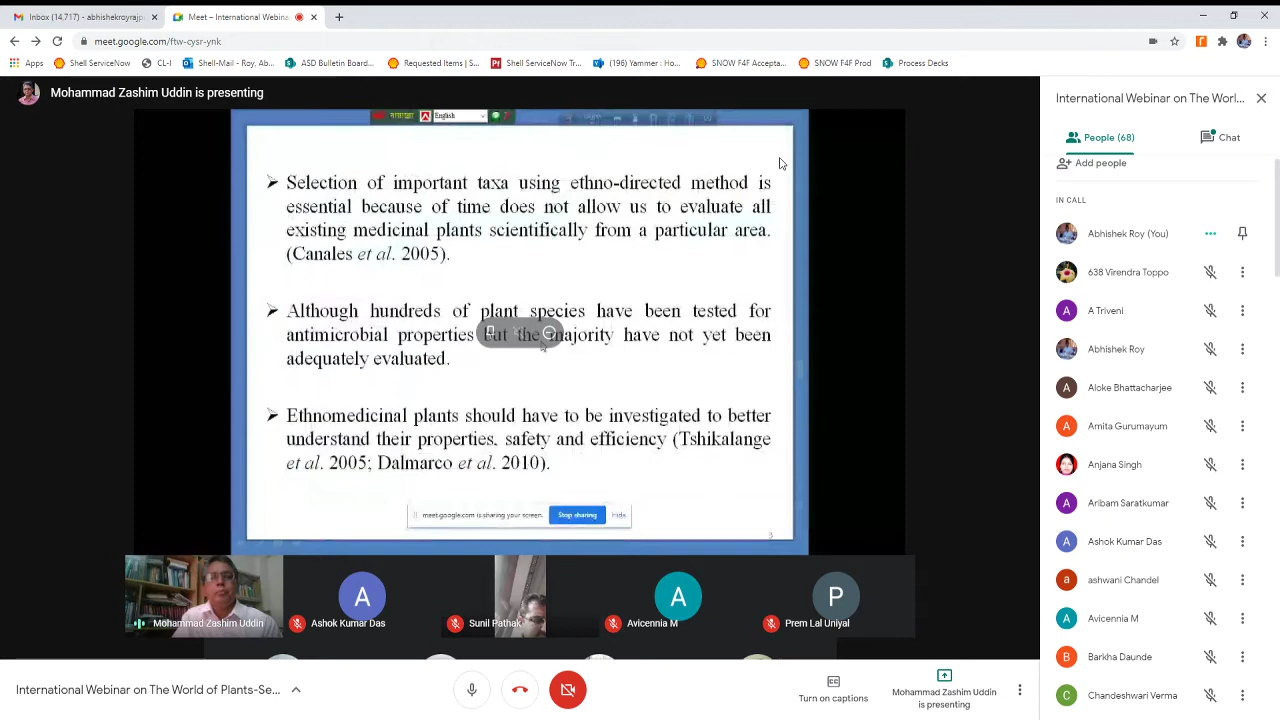 Inbox (14,717) - abhishekroyrajp
Meet – International Webina
meet.google.com/ftw-cysr-ynk
Apps
Shell ServiceNow
CL-I
Shell-Mail - Roy, Ab...
ASD Bulletin Board...
Requested Items | S...
Shell ServiceNow Tr...
(196) Yammer : Ho...
SNOW F4F Accepta...
SNOW F4F Prod
Process Decks
Mohammad Zashim Uddin is presenting
English
Selection of important taxa using ethno-directed method is
essential because of time does not allow us to evaluate all
existing medicinal plants scientifically from a particular area.
(Canales et al. 2005).
Although hundreds of plant species have been tested for
antimicrobial properties but the majority have not yet been
adequately evaluated.
Ethnomedicinal plants should have to be investigated to better
understand their properties, safety and efficiency (Tshikalange
et al. 2005; Dalmarco et al. 2010).
meet.google.com is sharing your screen.
Stop sharing
Hide
3
Mohammad Zashim Uddin
A
Ashok Kumar Das
Sunil Pathak
A
Avicennia M
P
Prem Lal Uniyal
International Webinar on The World of Plants-Se...
Turn on captions
Mohammad Zashim Uddin
is presenting
International Webinar on The Worl...
People (68)
Chat
Add people
IN CALL
Abhishek Roy (You)
638 Virendra Toppo
A
A Triveni
Abhishek Roy
A
Aloke Bhattacharjee
A
Amita Gurumayum
Anjana Singh
A
Aribam Saratkumar
A
Ashok Kumar Das
a
ashwani Chandel
A
Avicennia M
B
Barkha Daunde
C
Chandeshwari Verma